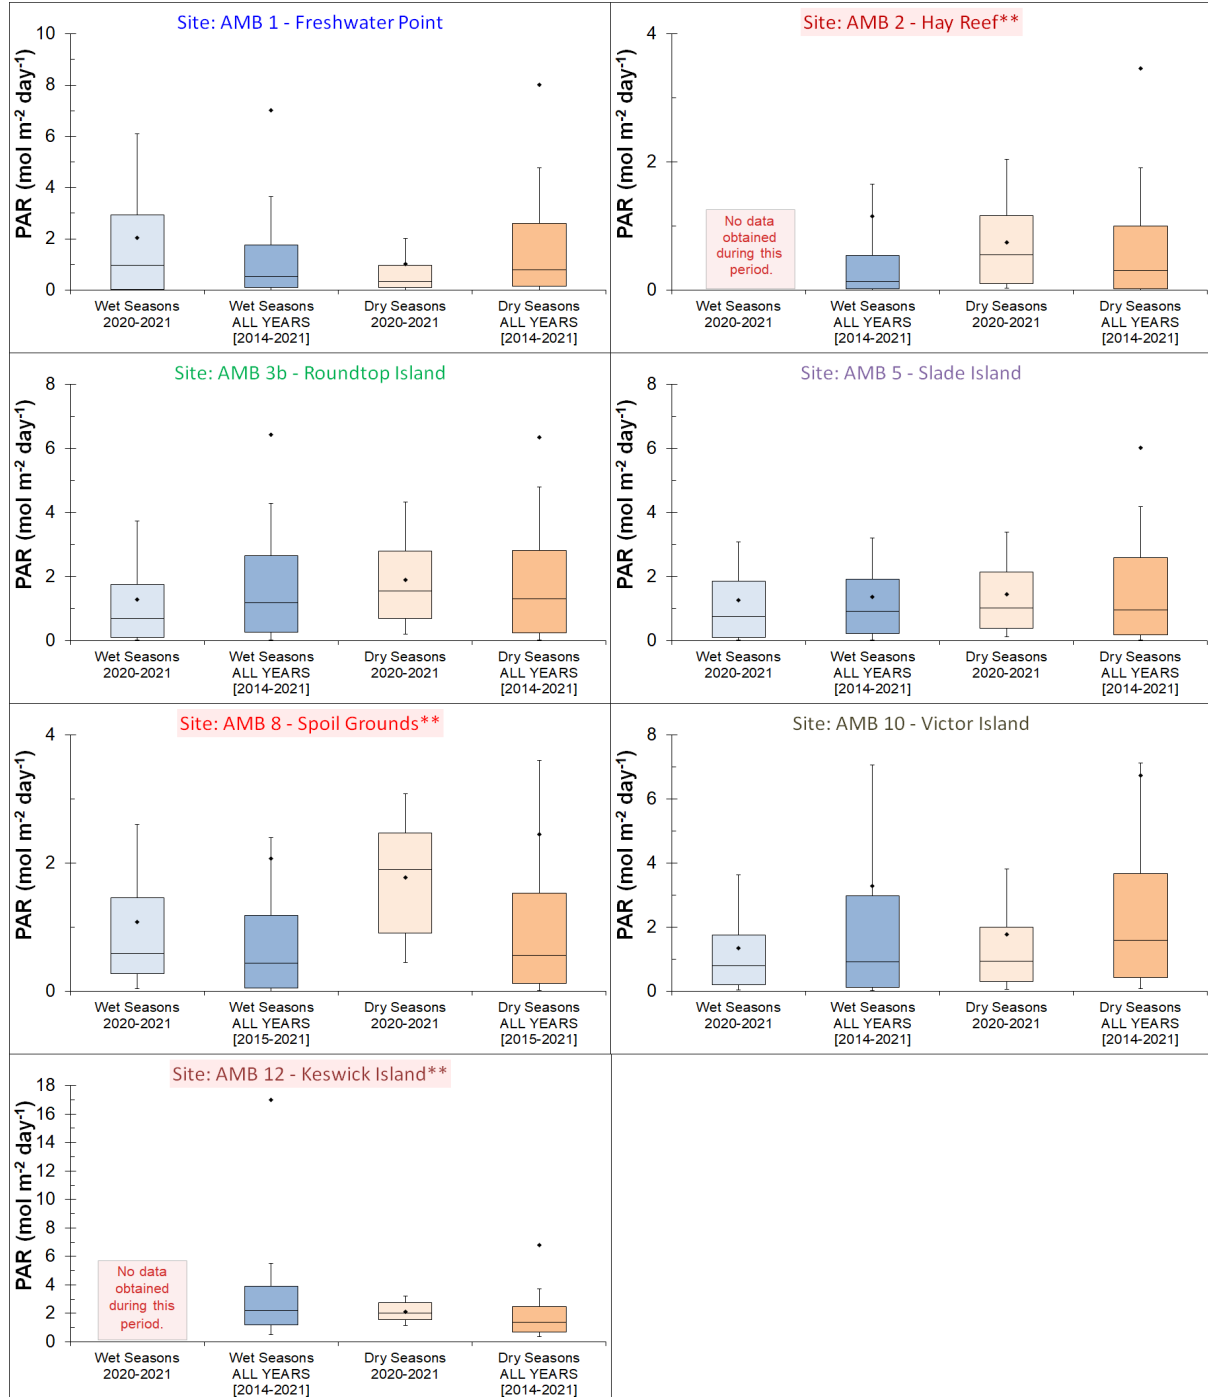 Site: AMB 1 - Freshwater Point
PAR (mol m⁻² day⁻¹)
10
8
6
4
2
0
Wet Seasons
2020-2021
Wet Seasons
ALL YEARS
[2014-2021]
Dry Seasons
2020-2021
Dry Seasons
ALL YEARS
[2014-2021]
Site: AMB 2 - Hay Reef**
PAR (mol m⁻² day⁻¹)
4
2
0
No data
obtained
during this
period.
Wet Seasons
2020-2021
Wet Seasons
ALL YEARS
[2014-2021]
Dry Seasons
2020-2021
Dry Seasons
ALL YEARS
[2014-2021]
Site: AMB 3b - Roundtop Island
PAR (mol m⁻² day⁻¹)
8
6
4
2
0
Wet Seasons
2020-2021
Wet Seasons
ALL YEARS
[2014-2021]
Dry Seasons
2020-2021
Dry Seasons
ALL YEARS
[2014-2021]
Site: AMB 5 - Slade Island
PAR (mol m⁻² day⁻¹)
8
6
4
2
0
Wet Seasons
2020-2021
Wet Seasons
ALL YEARS
[2014-2021]
Dry Seasons
2020-2021
Dry Seasons
ALL YEARS
[2014-2021]
Site: AMB 8 - Spoil Grounds**
PAR (mol m⁻² day⁻¹)
4
2
0
Wet Seasons
2020-2021
Wet Seasons
ALL YEARS
[2015-2021]
Dry Seasons
2020-2021
Dry Seasons
ALL YEARS
[2015-2021]
Site: AMB 10 - Victor Island
PAR (mol m⁻² day⁻¹)
8
6
4
2
0
Wet Seasons
2020-2021
Wet Seasons
ALL YEARS
[2014-2021]
Dry Seasons
2020-2021
Dry Seasons
ALL YEARS
[2014-2021]
Site: AMB 12 - Keswick Island**
PAR (mol m⁻² day⁻¹)
18
16
14
12
10
8
6
4
2
0
No data
obtained
during this
period.
Wet Seasons
2020-2021
Wet Seasons
ALL YEARS
[2014-2021]
Dry Seasons
2020-2021
Dry Seasons
ALL YEARS
[2014-2021]